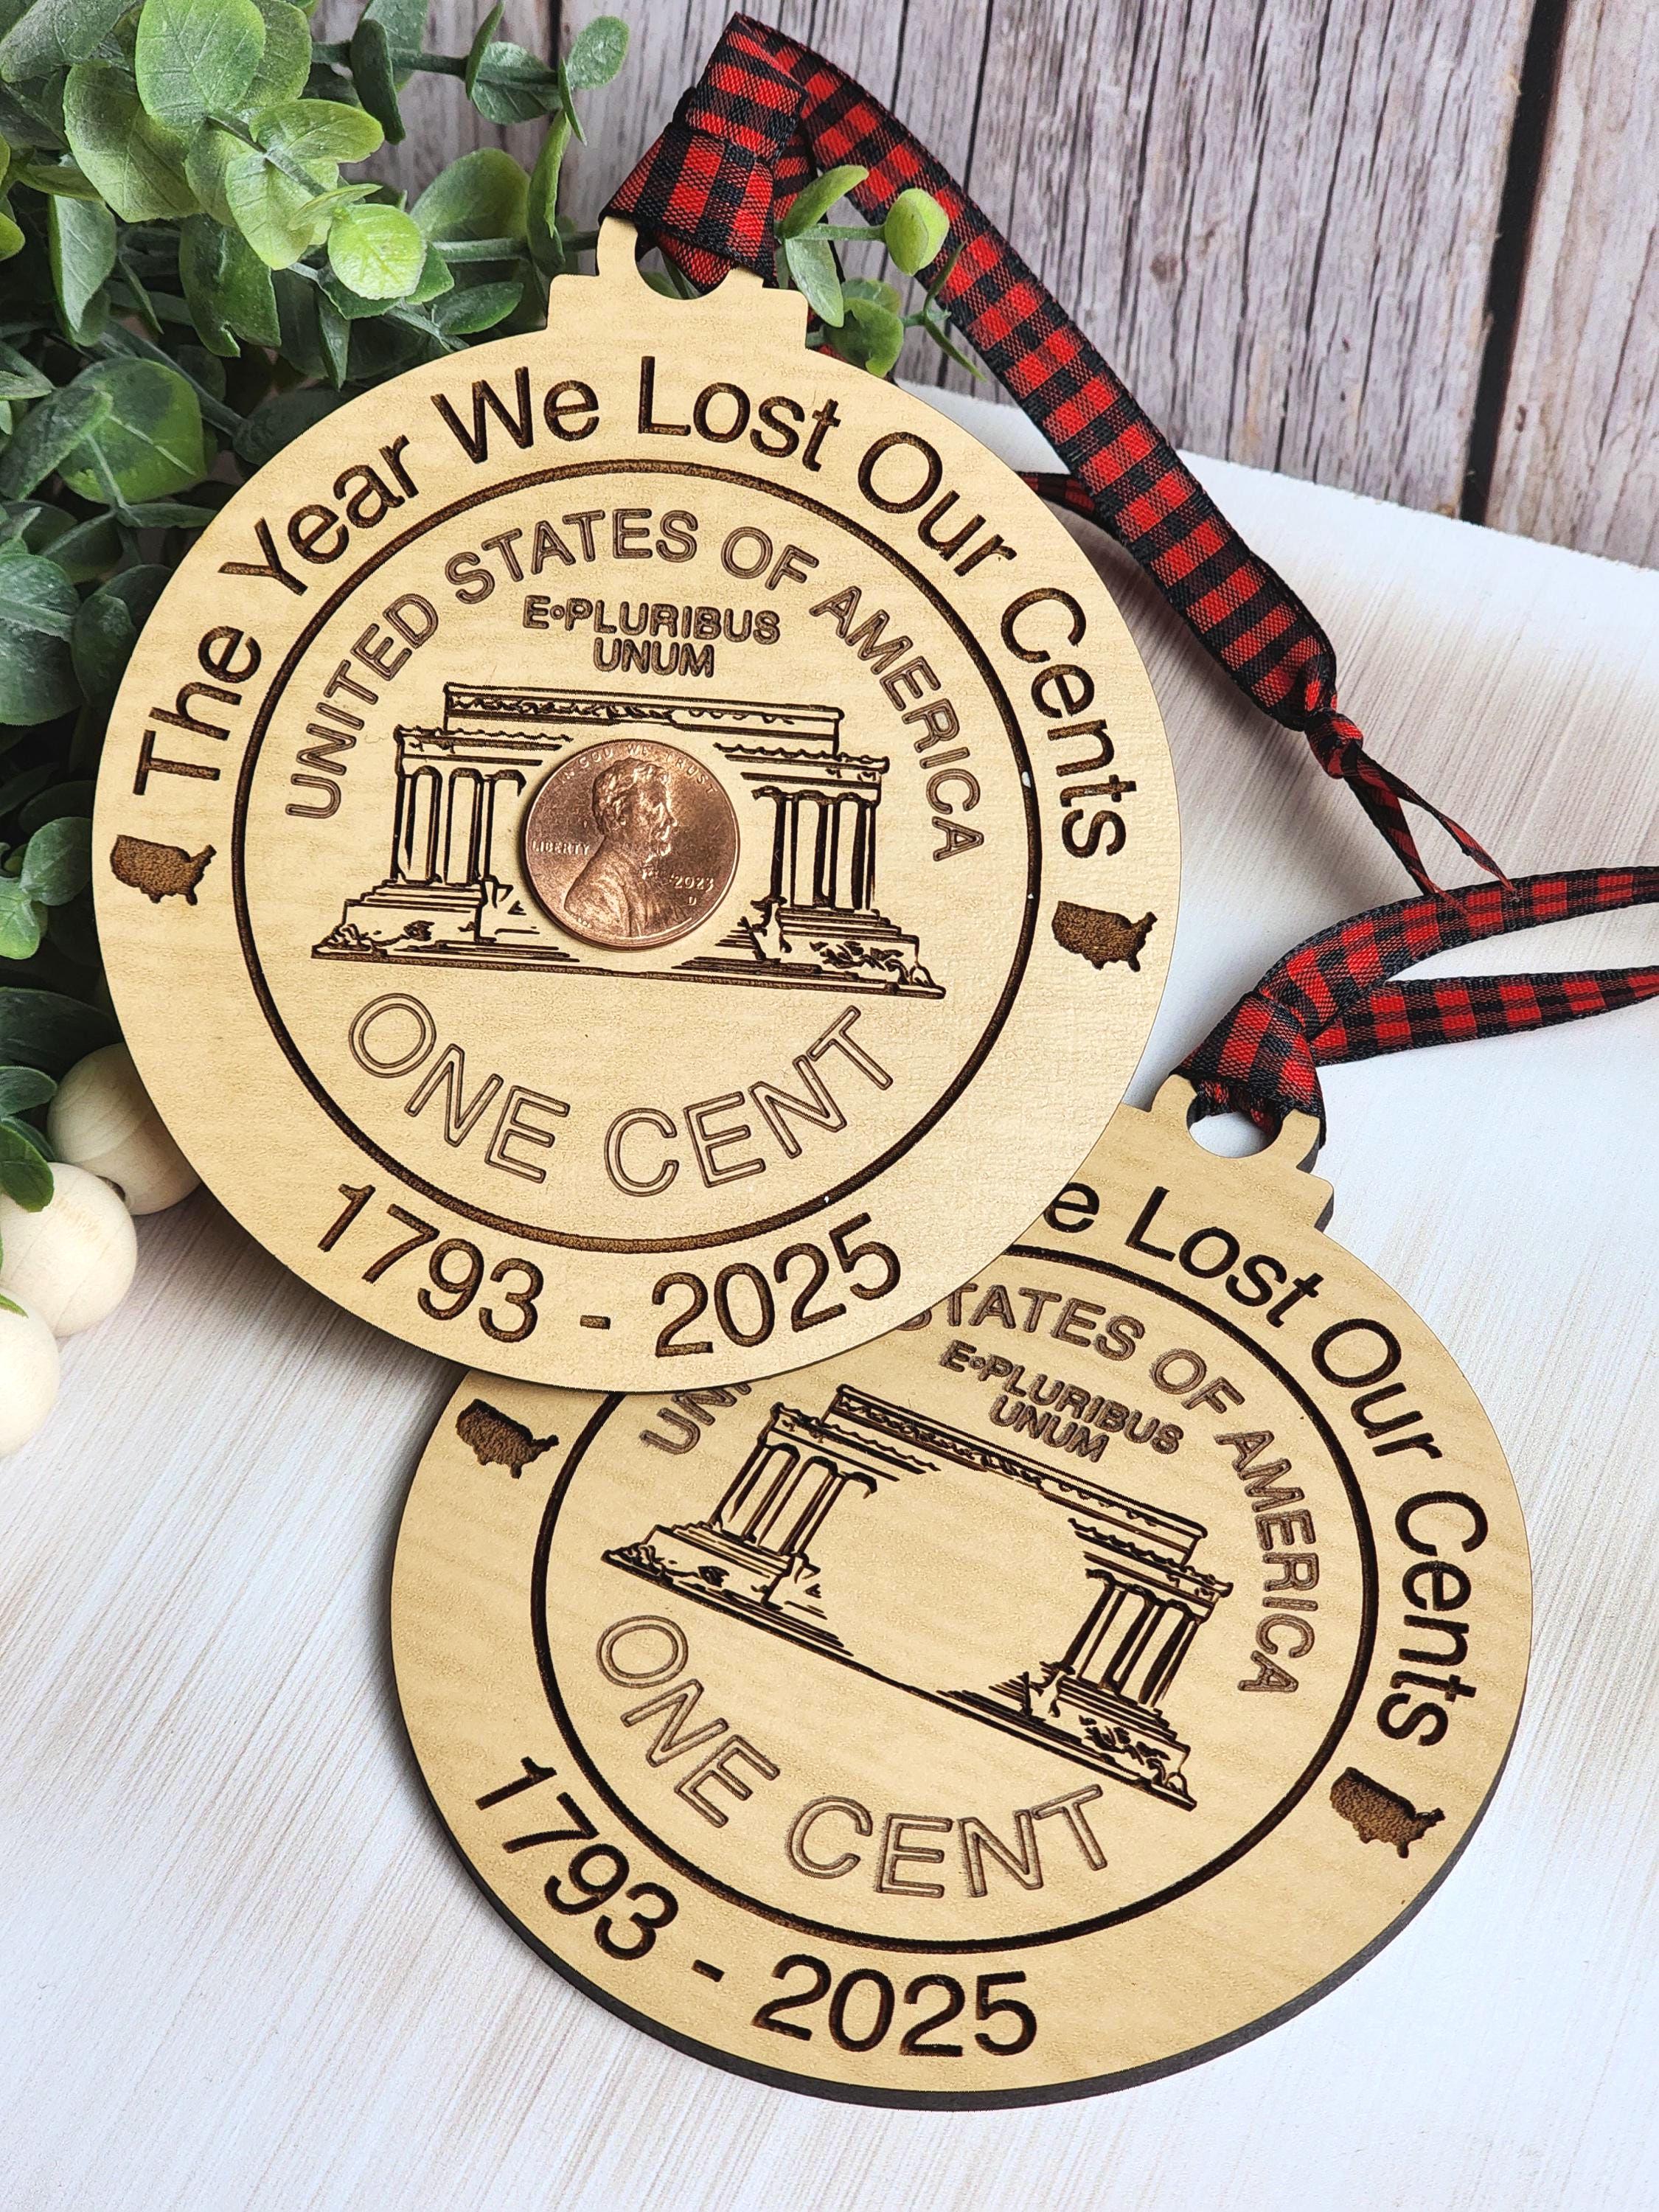 The Year We Lost Our Cents
UNITED STATES OF AMERICA
E•PLURIBUS
UNUM
IN GOD WE TRUST
LIBERTY
2023
D
ONE CENT
1793 - 2025
e Lost Our Cents
STATES OF AMERICA
E•PLURIBUS
UNUM
ONE CENT
1793 - 2025